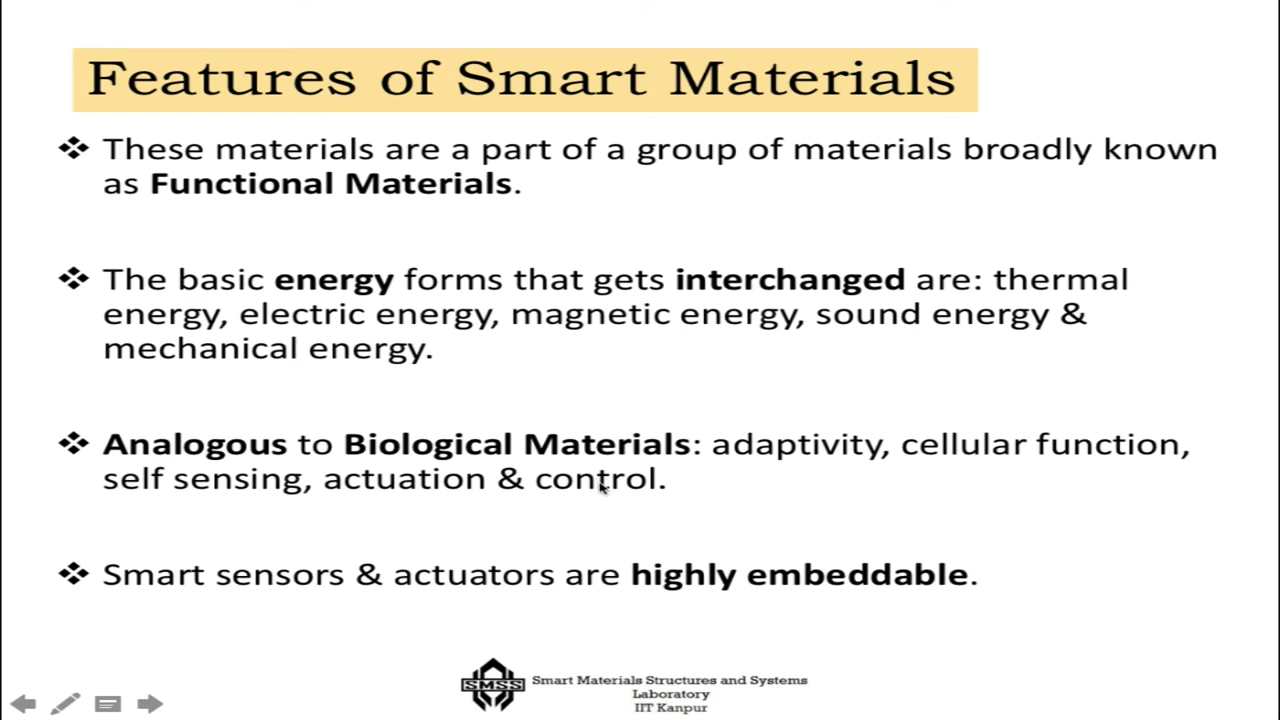 Features of Smart Materials
❖ These materials are a part of a group of materials broadly known
as Functional Materials.
❖ The basic energy forms that gets interchanged are: thermal
energy, electric energy, magnetic energy, sound energy &
mechanical energy.
❖ Analogous to Biological Materials: adaptivity, cellular function,
self sensing, actuation & control.
❖ Smart sensors & actuators are highly embeddable.
SMSS
Smart Materials Structures and Systems
Laboratory
IIT Kanpur